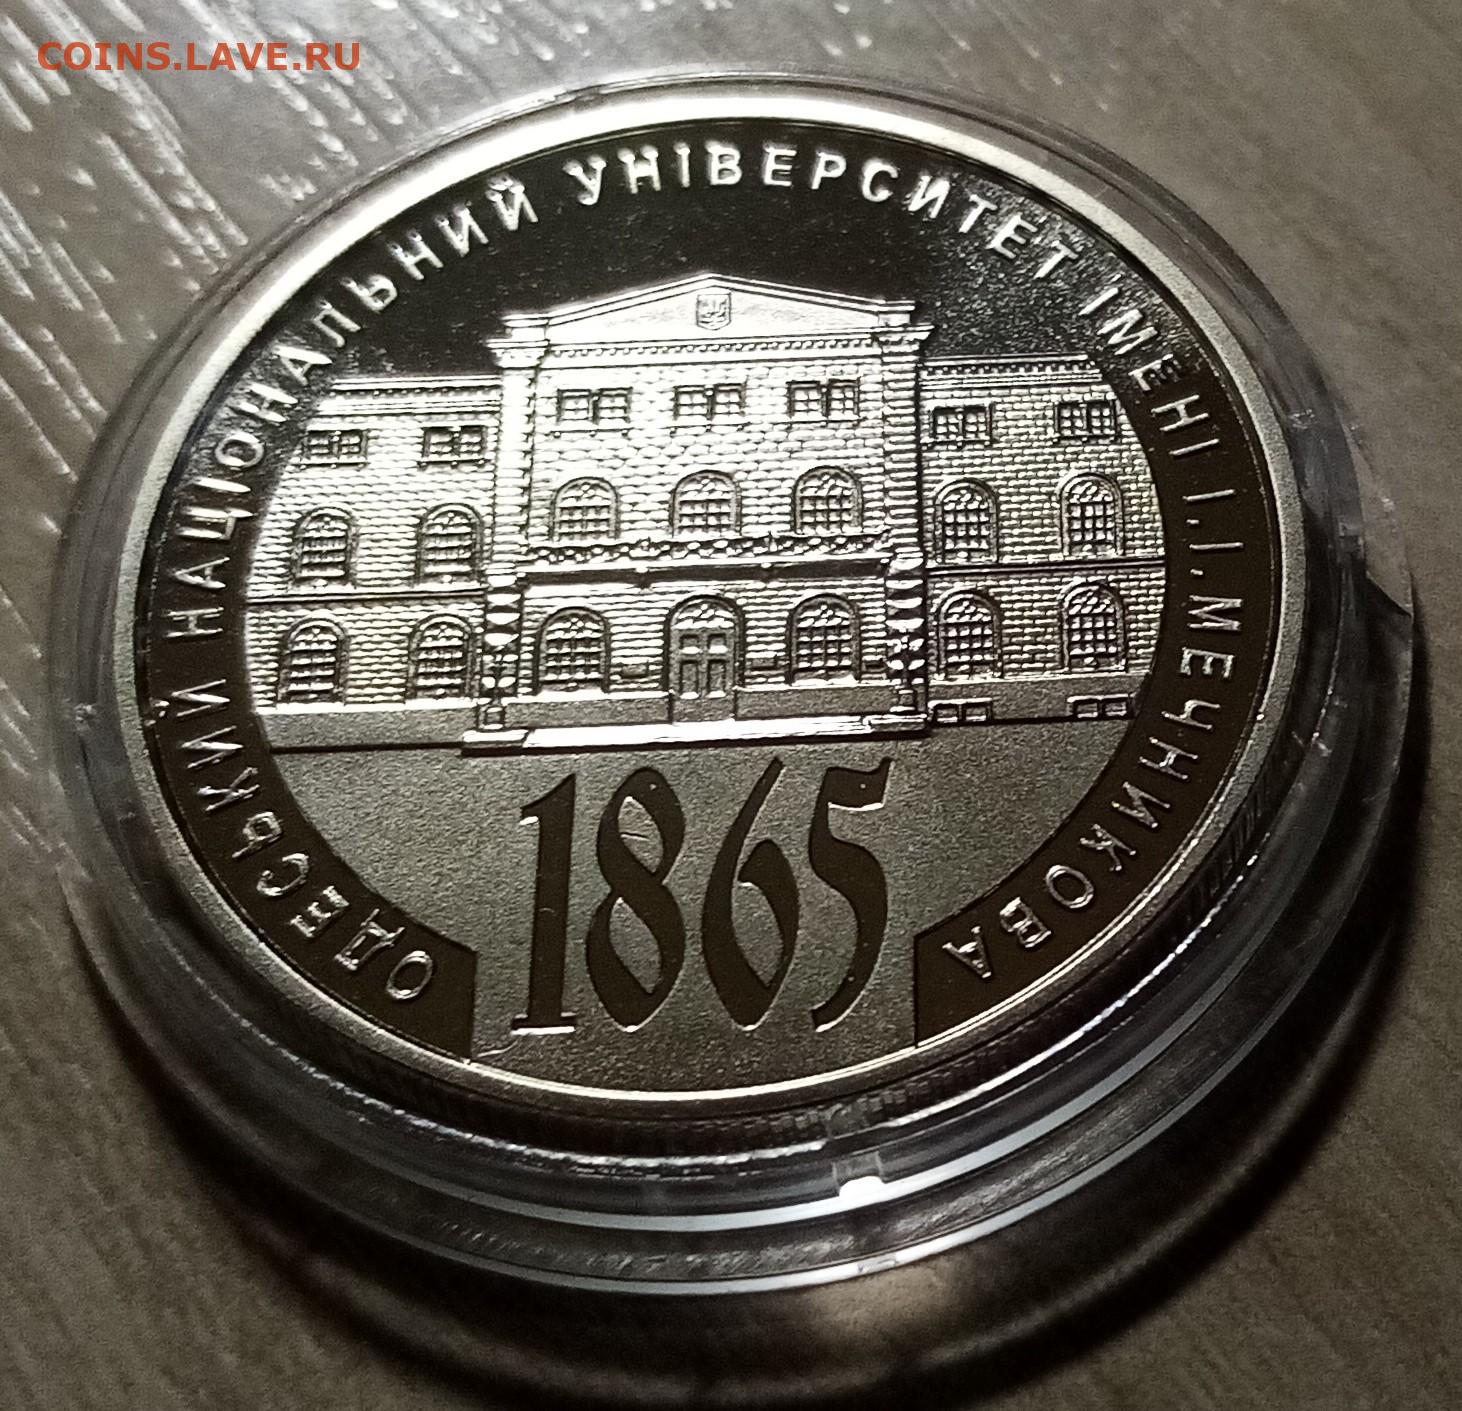 COINS.LAVE.RU
ОДЕСЬКИЙ НАЦІОНАЛЬНИЙ УНІВЕРСИТЕТ ІМЕНІ І.І.МЕЧНИКОВА
1865